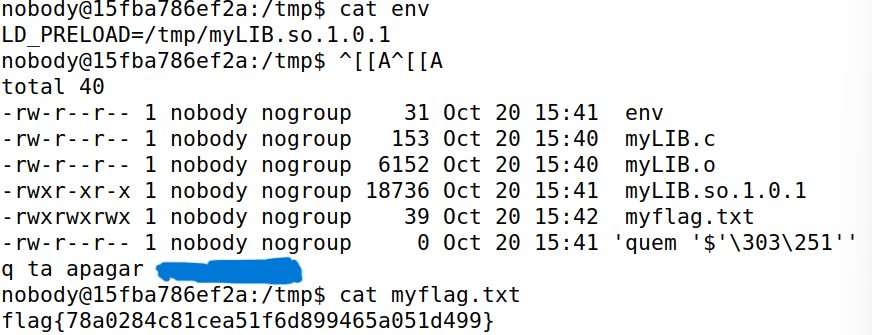 nobody@15fba786ef2a:/tmp$ cat env
LD_PRELOAD=/tmp/myLIB.so.1.0.1
nobody@15fba786ef2a:/tmp$ ^[[A^[[A
total 40
-rw-r--r-- 1 nobody nogroup    31 Oct 20 15:41  env
-rw-r--r-- 1 nobody nogroup   153 Oct 20 15:40  myLIB.c
-rw-r--r-- 1 nobody nogroup  6152 Oct 20 15:40  myLIB.o
-rwxr-xr-x 1 nobody nogroup 18736 Oct 20 15:41  myLIB.so.1.0.1
-rwxrwxrwx 1 nobody nogroup    39 Oct 20 15:42  myflag.txt
-rw-r--r-- 1 nobody nogroup     0 Oct 20 15:41 'quem '$'\303\251''
q ta apagar
nobody@15fba786ef2a:/tmp$ cat myflag.txt
flag{78a0284c81cea51f6d899465a051d499}